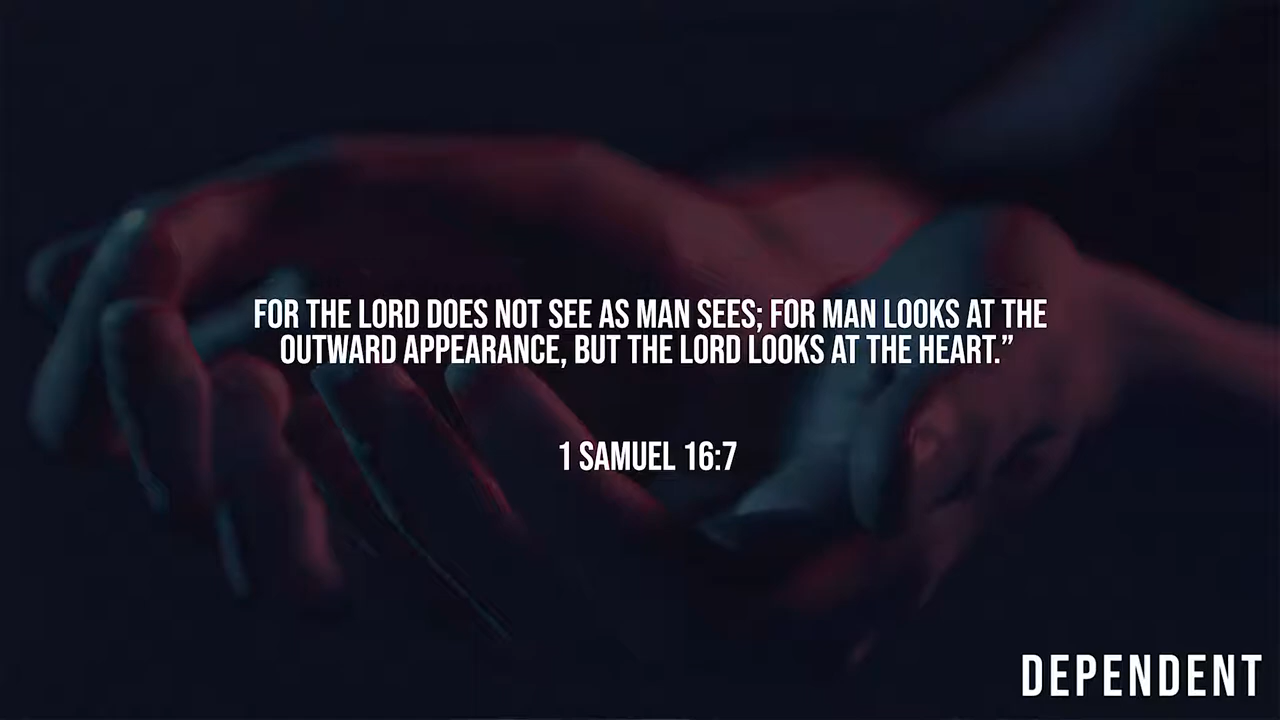 FOR THE LORD DOES NOT SEE AS MAN SEES; FOR MAN LOOKS AT THE
OUTWARD APPEARANCE, BUT THE LORD LOOKS AT THE HEART.”
1 SAMUEL 16:7
DEPENDENT